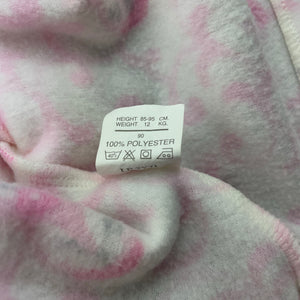 HEIGHT 85-95 CM.
WEIGHT 12 KG.
90
100% POLYESTER